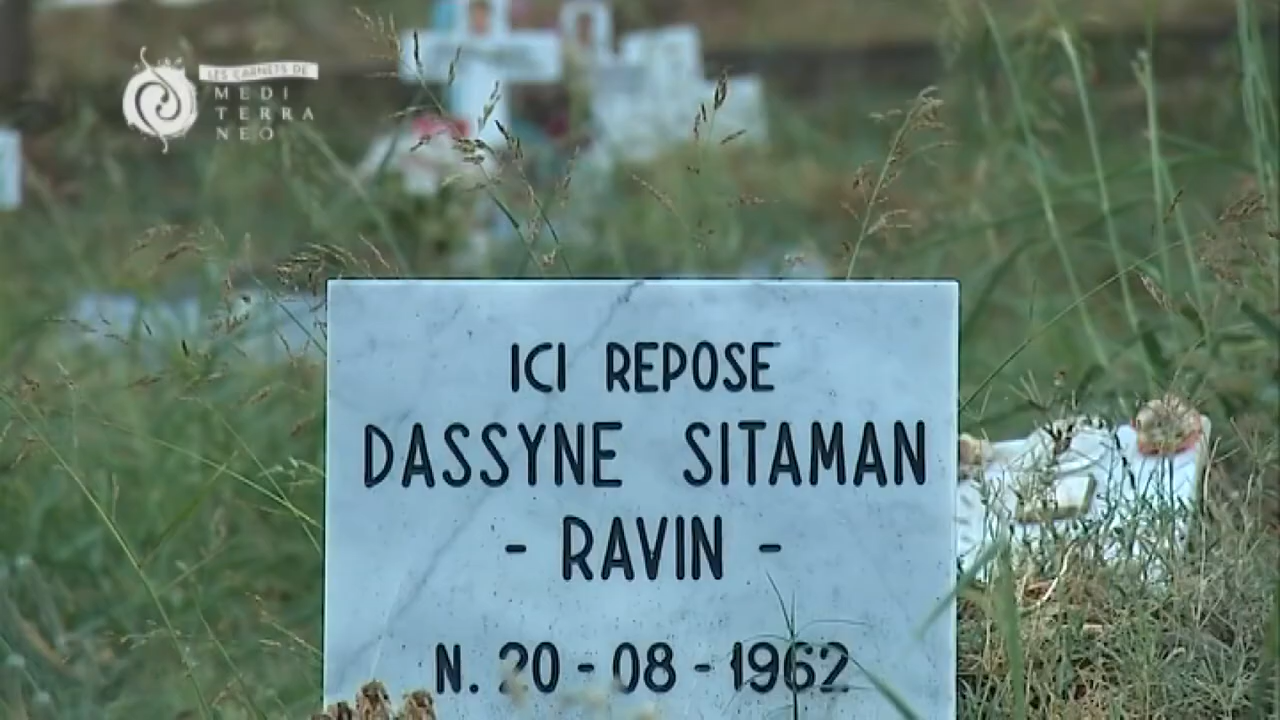 LES CARNETS DE
MEDI
TERRA
NEO
ICI REPOSE
DASSYNE SITAMAN
- RAVIN -
N. 20-08-1962